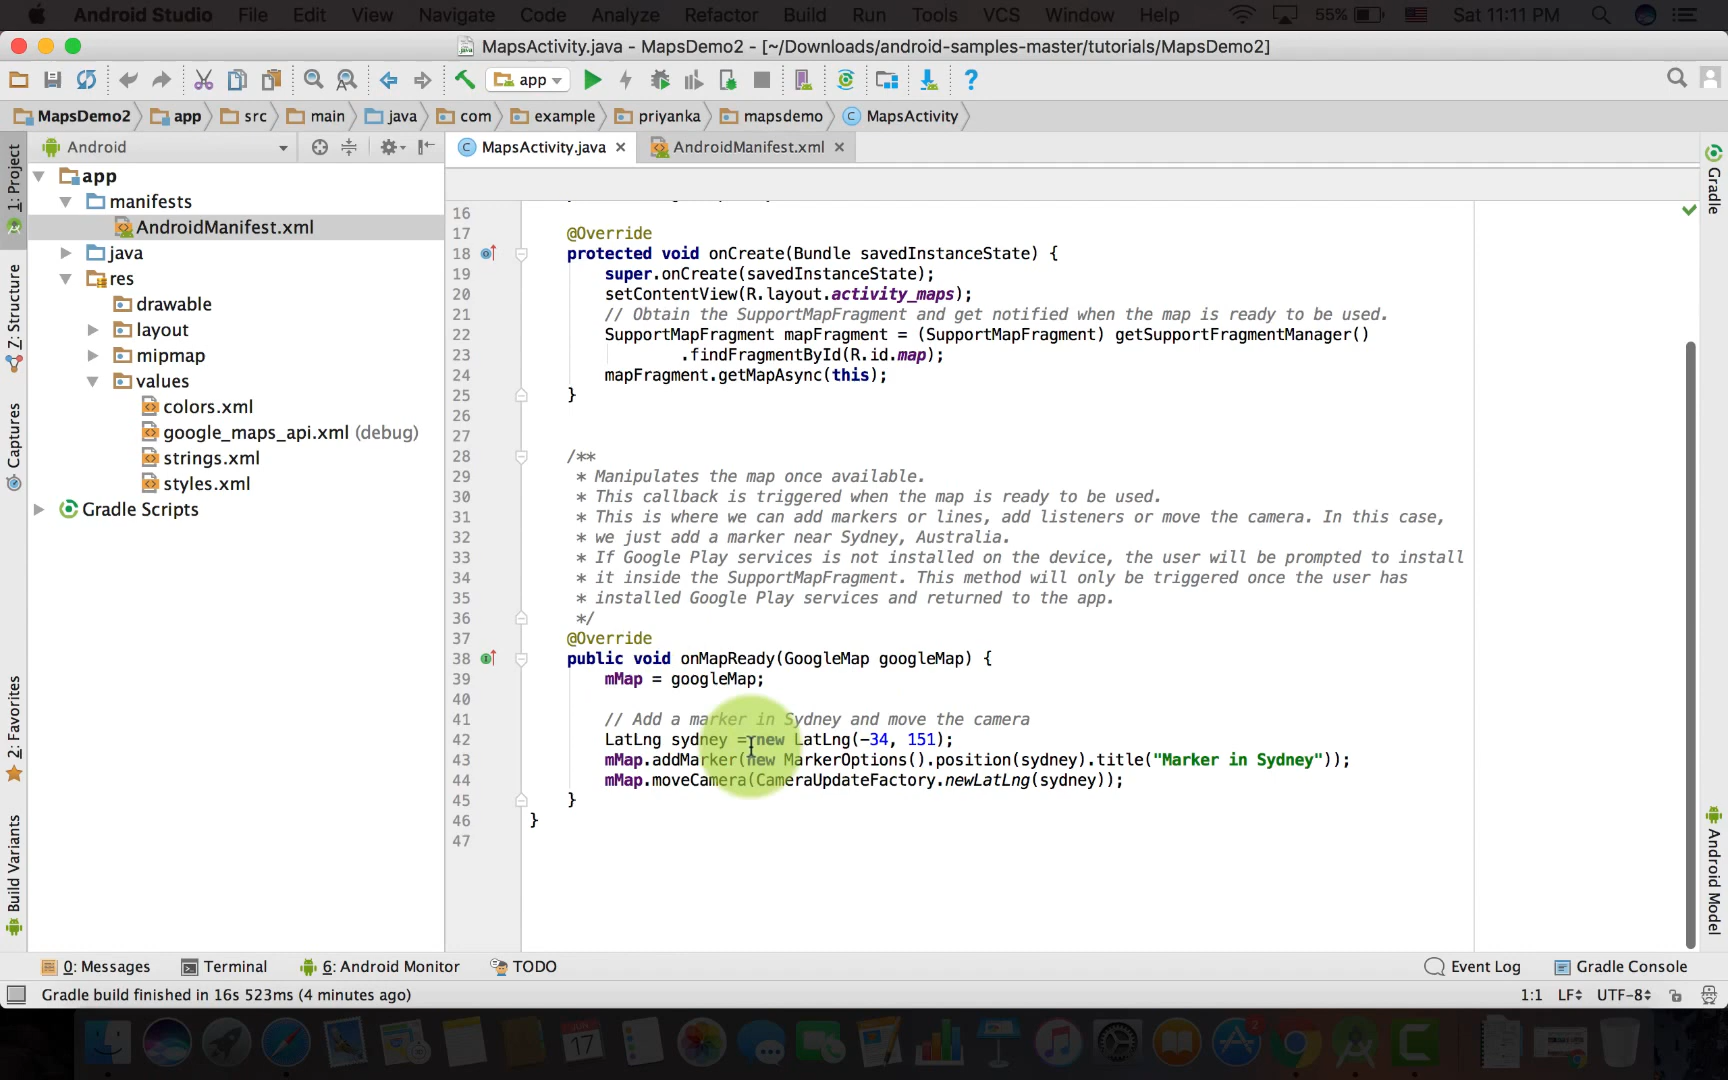 Android Studio File Edit View Navigate Code Analyze Refactor Build Run Tools VCS Window Help 55% Sat 11:11 PM
MapsActivity.java - MapsDemo2 - [~/Downloads/android-samples-master/tutorials/MapsDemo2]
app
MapsDemo2 app src main java com example priyanka mapsdemo MapsActivity
Android
MapsActivity.java AndroidManifest.xml
1: Project
Z: Structure
Captures
2: Favorites
Build Variants
app
manifests
AndroidManifest.xml
java
res
drawable
layout
mipmap
values
colors.xml
google_maps_api.xml (debug)
strings.xml
styles.xml
Gradle Scripts
16
17 @Override
18 protected void onCreate(Bundle savedInstanceState) {
19 super.onCreate(savedInstanceState);
20 setContentView(R.layout.activity_maps);
21 // Obtain the SupportMapFragment and get notified when the map is ready to be used.
22 SupportMapFragment mapFragment = (SupportMapFragment) getSupportFragmentManager()
23 .findFragmentById(R.id.map);
24 mapFragment.getMapAsync(this);
25 }
26
27
28 /**
29 * Manipulates the map once available.
30 * This callback is triggered when the map is ready to be used.
31 * This is where we can add markers or lines, add listeners or move the camera. In this case,
32 * we just add a marker near Sydney, Australia.
33 * If Google Play services is not installed on the device, the user will be prompted to install
34 * it inside the SupportMapFragment. This method will only be triggered once the user has
35 * installed Google Play services and returned to the app.
36 */
37 @Override
38 public void onMapReady(GoogleMap googleMap) {
39 mMap = googleMap;
40
41 // Add a marker in Sydney and move the camera
42 LatLng sydney = new LatLng(-34, 151);
43 mMap.addMarker(new MarkerOptions().position(sydney).title("Marker in Sydney"));
44 mMap.moveCamera(CameraUpdateFactory.newLatLng(sydney));
45 }
46 }
47
Gradle
Android Model
0: Messages Terminal 6: Android Monitor TODO Event Log Gradle Console
Gradle build finished in 16s 523ms (4 minutes ago) 1:1 LF UTF-8
JUN
17
2